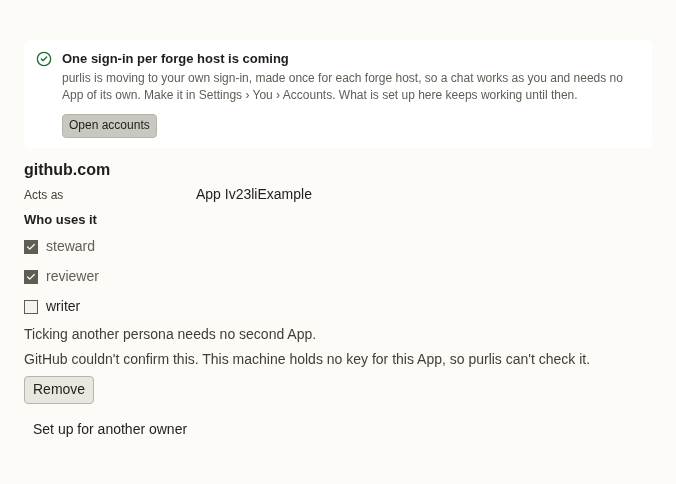 One sign-in per forge host is coming
purlis is moving to your own sign-in, made once for each forge host, so a chat works as you and needs no
App of its own. Make it in Settings › You › Accounts. What is set up here keeps working until then.
Open accounts
github.com
Acts as App Iv23liExample
Who uses it
steward
reviewer
writer
Ticking another persona needs no second App.
GitHub couldn't confirm this. This machine holds no key for this App, so purlis can't check it.
Remove
Set up for another owner